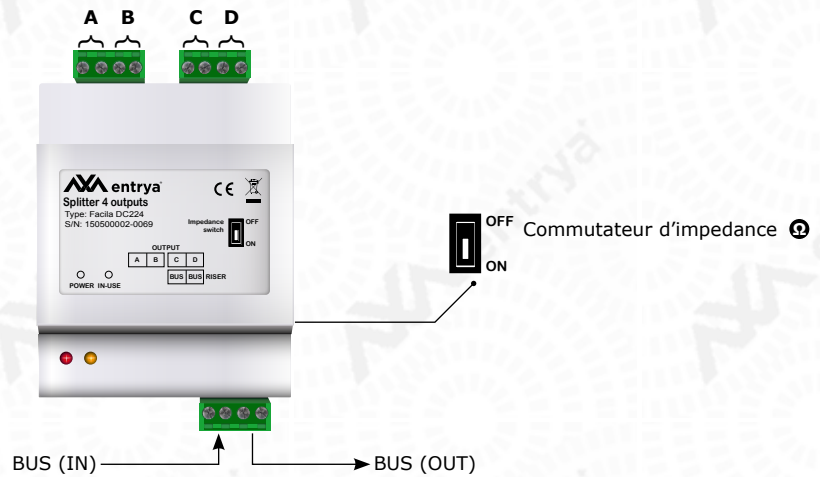 A B C D
entrya
Splitter 4 outputs
Type: Facila DC224
S/N: 150500002-0069
CE
Impedance
switch
OFF
ON
OUTPUT
A B C D
BUS BUS RISER
POWER IN-USE
OFF
Commutateur d’impedance Ω
ON
BUS (IN)
BUS (OUT)